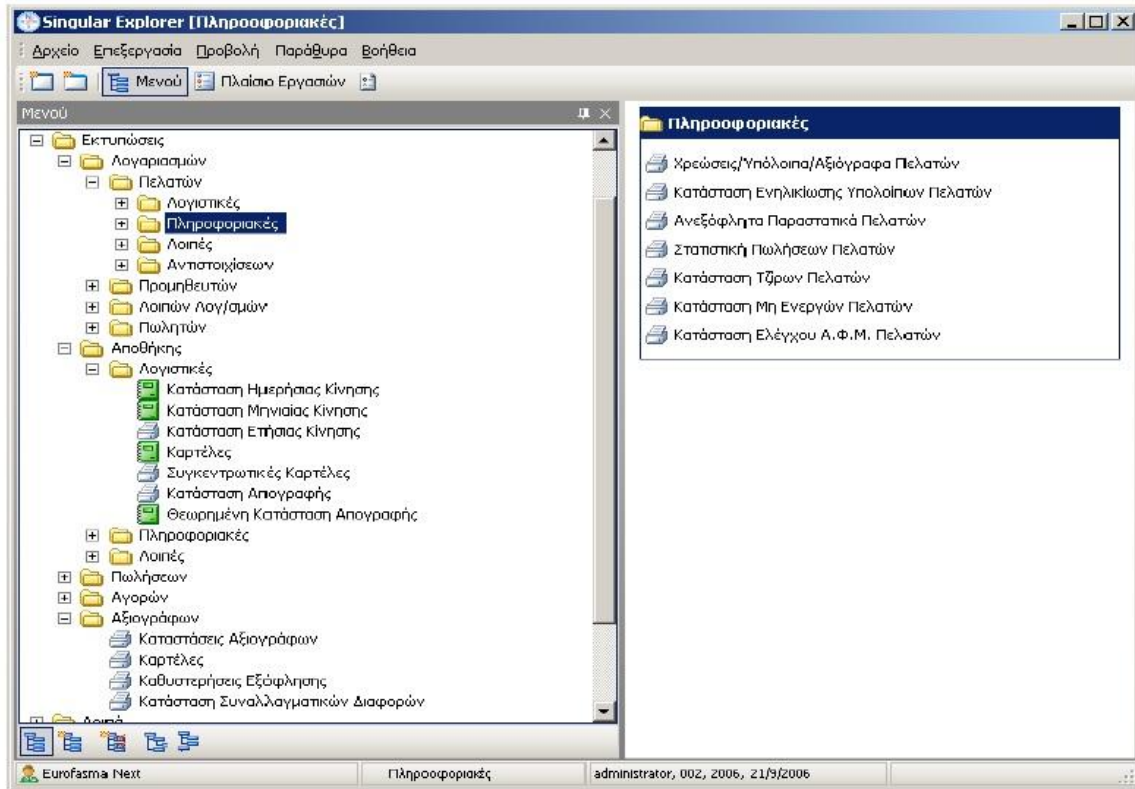 Singular Explorer [Πληροφοριακές]
Αρχείο Επεξεργασία Προβολή Παράθυρα Βοήθεια
Μενού Πλαίσιο Εργασιών
Μενού
Εκτυπώσεις
Λογαριασμών
Πελατών
Λογιστικές
Πληροφοριακές
Λοιπές
Αντιστοιχίσεων
Προμηθευτών
Λοιπών Λογ/σμών
Πωλητών
Αποθήκης
Λογιστικές
Κατάσταση Ημερήσιας Κίνησης
Κατάσταση Μηνιαίας Κίνησης
Κατάσταση Ετήσιας Κίνησης
Καρτέλες
Συγκεντρωτικές Καρτέλες
Κατάσταση Απογραφής
Θεωρημένη Κατάσταση Απογραφής
Πληροφοριακές
Λοιπές
Πωλήσεων
Αγορών
Αξιογράφων
Καταστάσεις Αξιογράφων
Καρτέλες
Καθυστερήσεις Εξόφλησης
Κατάσταση Συναλλαγματικών Διαφορών
Λοιπά
Πληροφοριακές
Χρεώσεις/Υπόλοιπα/Αξιόγραφα Πελατών
Κατάσταση Ενηλικίωσης Υπολοίπων Πελατών
Ανεξόφλητα Παραστατικά Πελατών
Στατιστική Πωλήσεων Πελατών
Κατάσταση Τζίρων Πελατών
Κατάσταση Μη Ενεργών Πελατών
Κατάσταση Ελέγχου Α.Φ.Μ. Πελατών
Eurofasma Next
Πληροφοριακές
administrator, 002, 2006, 21/9/2006